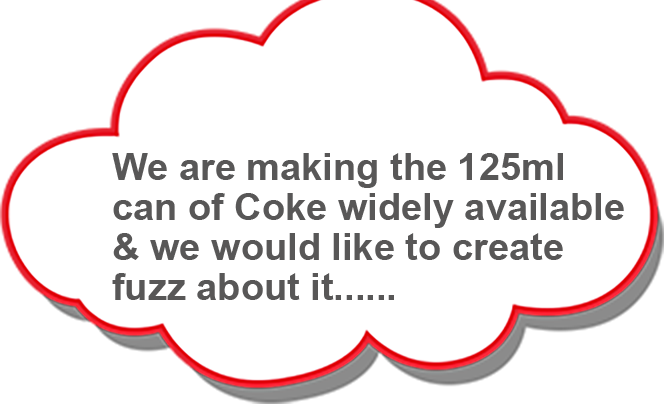 We are making the 125ml
can of Coke widely available
& we would like to create
fuzz about it......